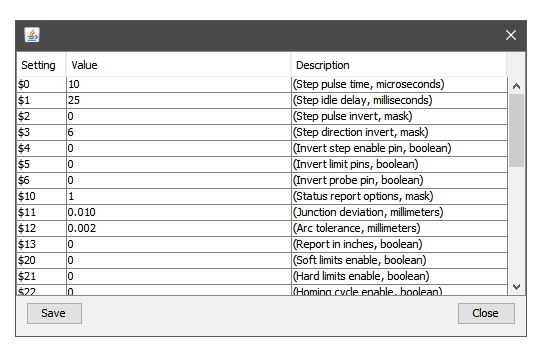 Setting Value Description
$0 10 (Step pulse time, microseconds)
$1 25 (Step idle delay, milliseconds)
$2 0 (Step pulse invert, mask)
$3 6 (Step direction invert, mask)
$4 0 (Invert step enable pin, boolean)
$5 0 (Invert limit pins, boolean)
$6 0 (Invert probe pin, boolean)
$10 1 (Status report options, mask)
$11 0.010 (Junction deviation, millimeters)
$12 0.002 (Arc tolerance, millimeters)
$13 0 (Report in inches, boolean)
$20 0 (Soft limits enable, boolean)
$21 0 (Hard limits enable, boolean)
$22 0 (Homing cycle enable, boolean)
Save Close